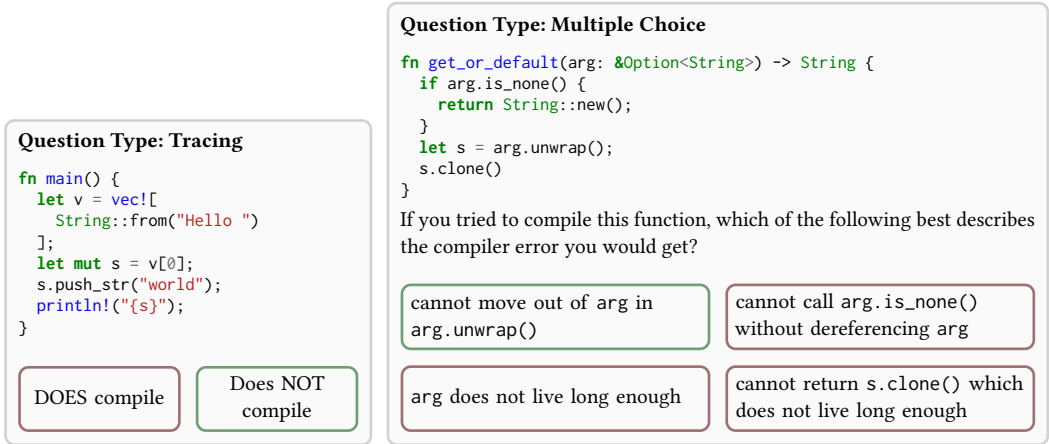 Question Type: Tracing
fn main() {
  let v = vec![
    String::from("Hello ")
  ];
  let mut s = v[0];
  s.push_str("world");
  println!("{s}");
}
DOES compile
Does NOT
compile
Question Type: Multiple Choice
fn get_or_default(arg: &Option<String>) -> String {
  if arg.is_none() {
    return String::new();
  }
  let s = arg.unwrap();
  s.clone()
}
If you tried to compile this function, which of the following best describes
the compiler error you would get?
cannot move out of arg in
arg.unwrap()
cannot call arg.is_none()
without dereferencing arg
arg does not live long enough
cannot return s.clone() which
does not live long enough